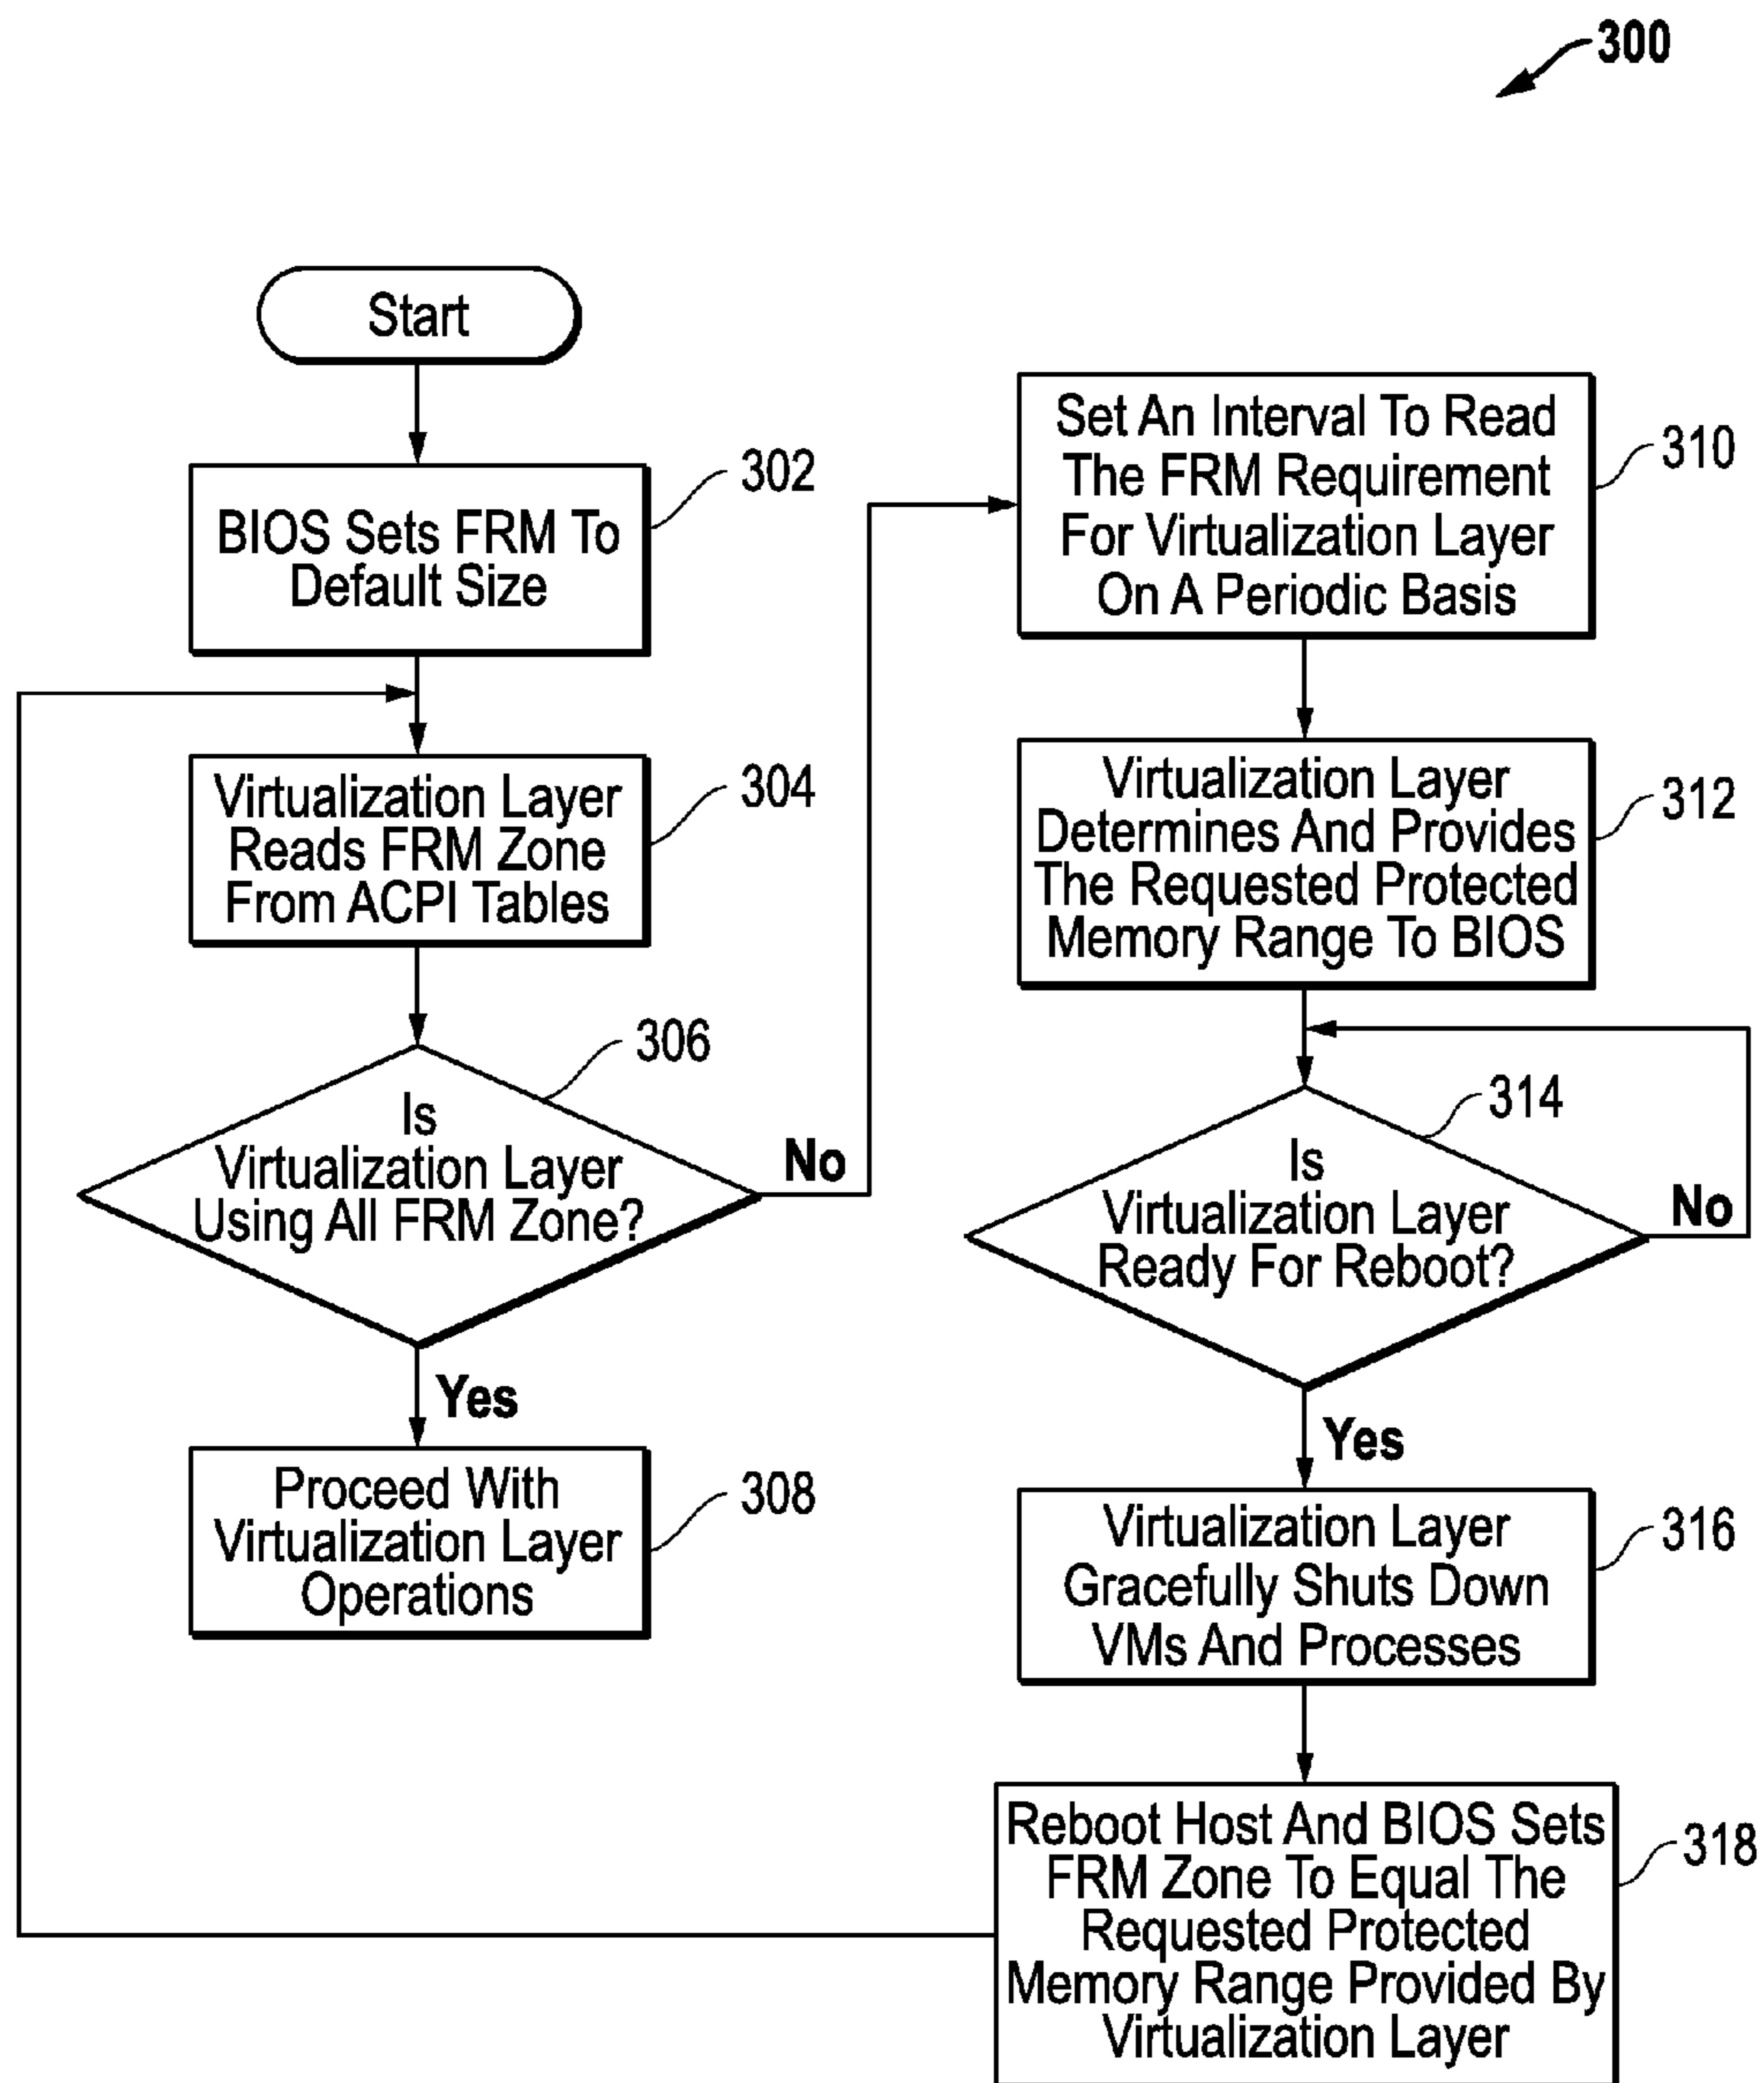 300
Start
302
BIOS Sets FRM To
Default Size
304
Virtualization Layer
Reads FRM Zone
From ACPI Tables
306
Is
Virtualization Layer
Using All FRM Zone?
No
Yes
308
Proceed With
Virtualization Layer
Operations
310
Set An Interval To Read
The FRM Requirement
For Virtualization Layer
On A Periodic Basis
312
Virtualization Layer
Determines And Provides
The Requested Protected
Memory Range To BIOS
314
Is
Virtualization Layer
Ready For Reboot?
No
Yes
316
Virtualization Layer
Gracefully Shuts Down
VMs And Processes
318
Reboot Host And BIOS Sets
FRM Zone To Equal The
Requested Protected
Memory Range Provided By
Virtualization Layer